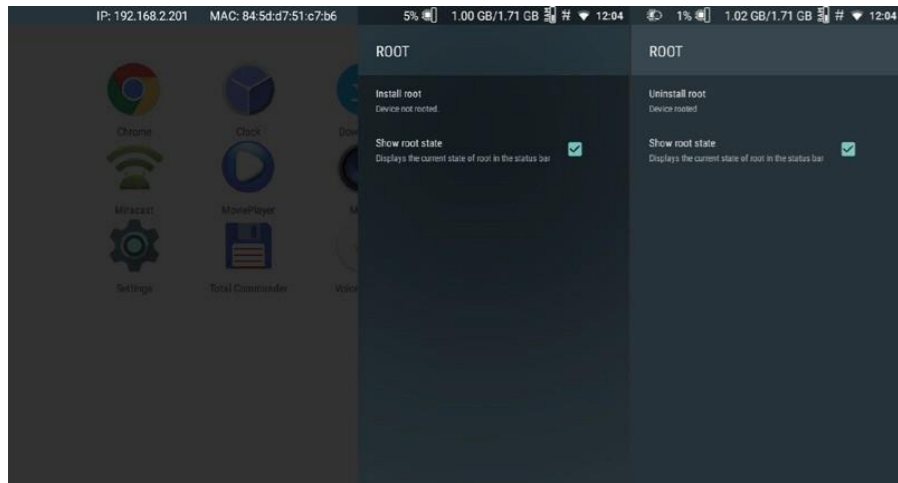 IP: 192.168.2.201 MAC: 84:5d:d7:51:c7:b6
5% 1.00 GB/1.71 GB # 12:04
ROOT
Install root
Device not rooted.
Show root state
Displays the current state of root in the status bar
1% 1.02 GB/1.71 GB # 12:04
ROOT
Uninstall root
Device rooted
Show root state
Displays the current state of root in the status bar
Chrome
Clock
Miracast
MoviePlayer
Settings
Total Commander